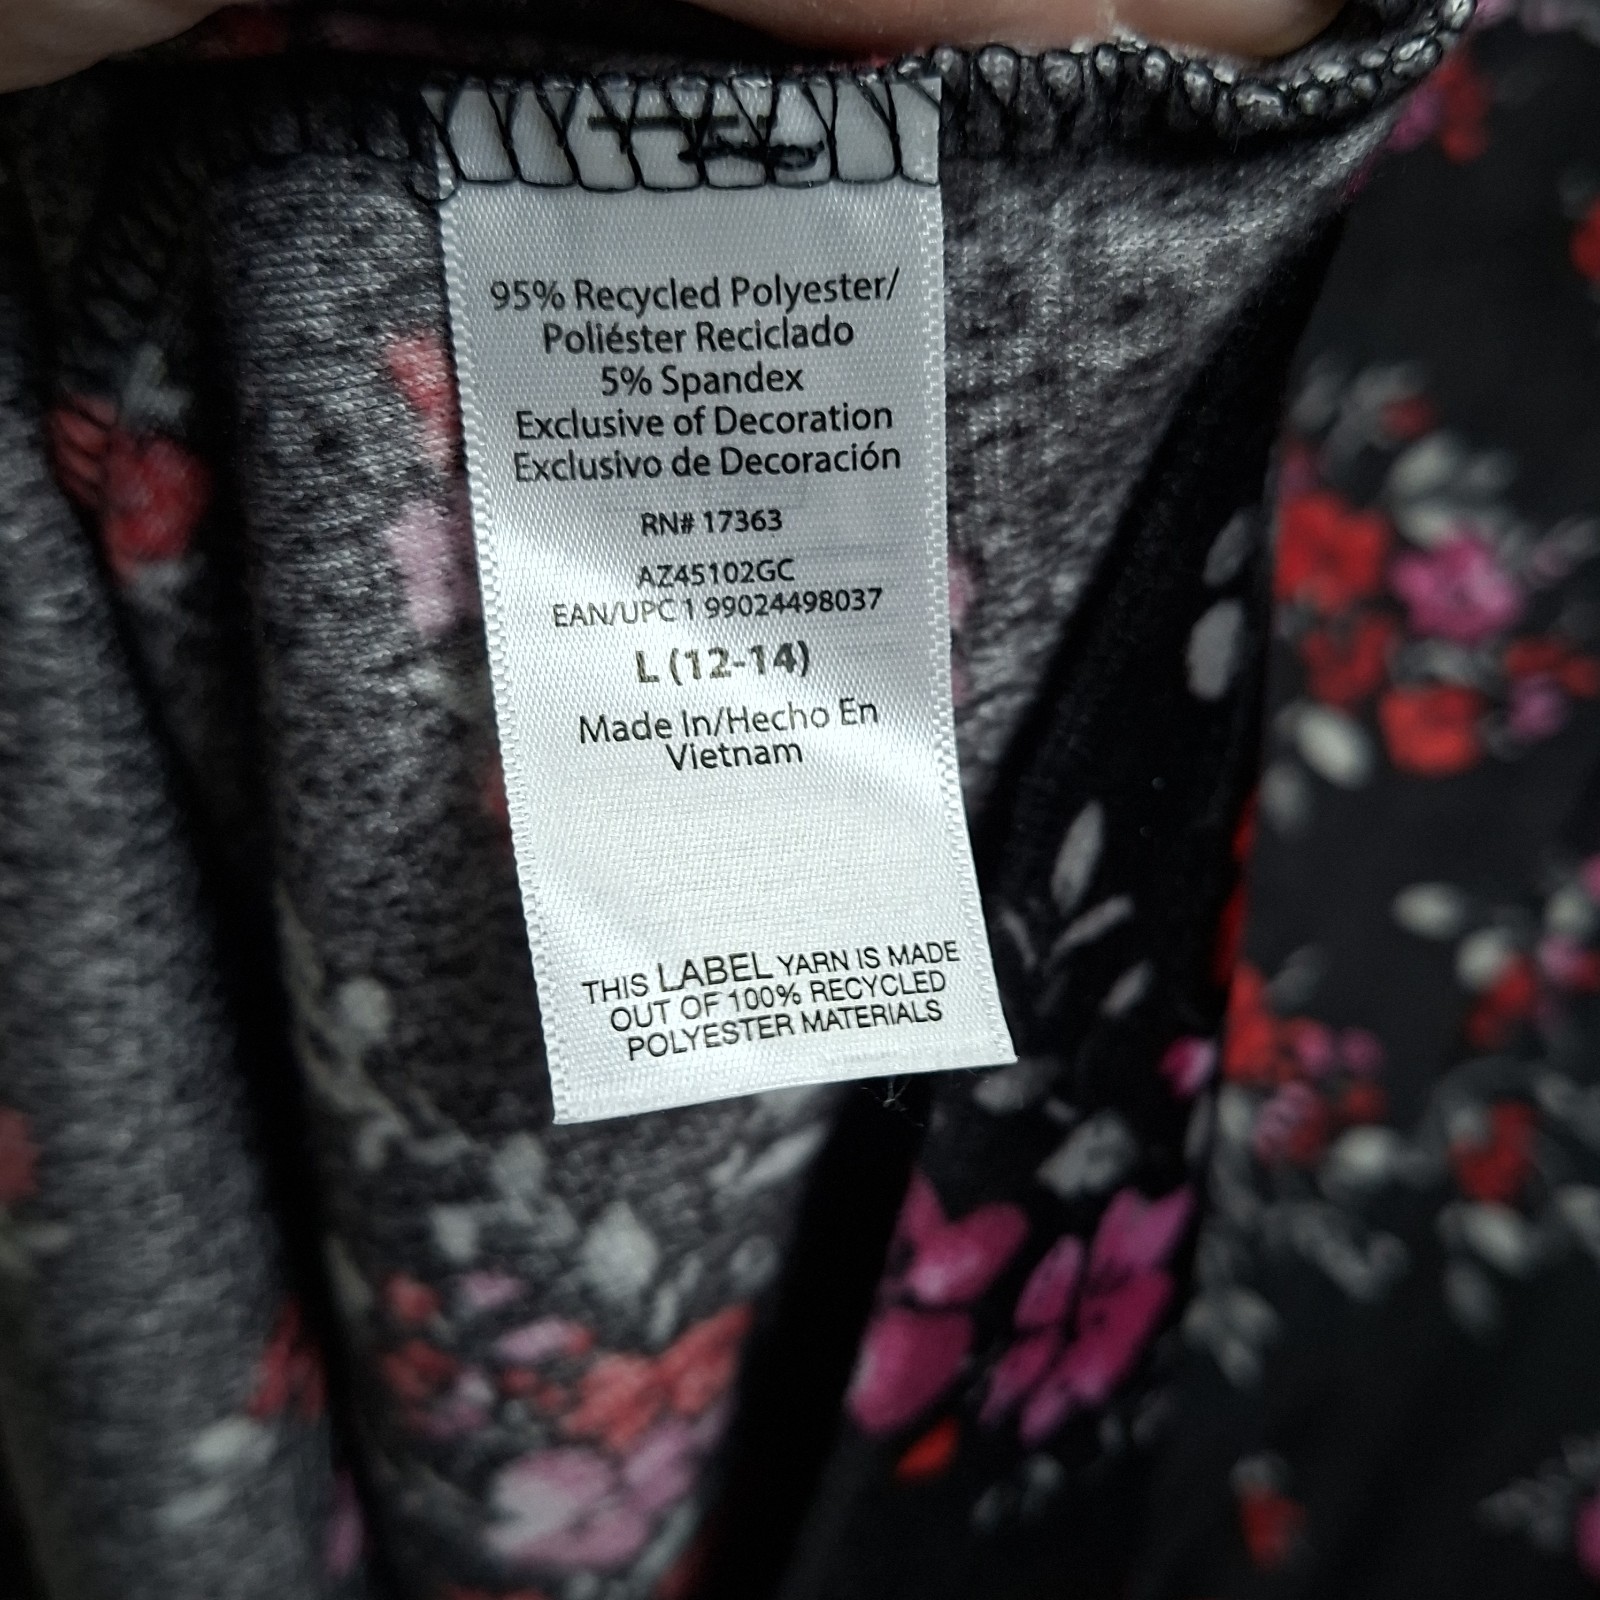 95% Recycled Polyester/
Poliéster Reciclado
5% Spandex
Exclusive of Decoration
Exclusivo de Decoración
RN# 17363
AZ45102GC
EAN/UPC 1 99024498037
L (12-14)
Made In/Hecho En
Vietnam
THIS LABEL YARN IS MADE
OUT OF 100% RECYCLED
POLYESTER MATERIALS